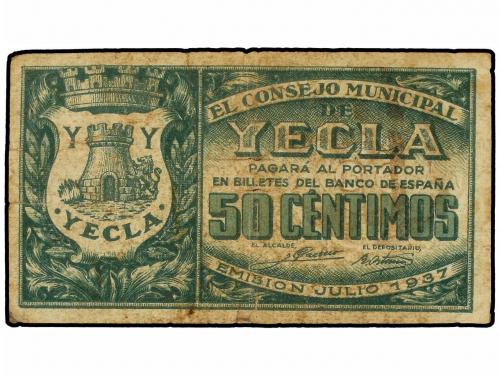 Y Y
· YECLA ·
EL CONSEJO MUNICIPAL
DE
YECLA
PAGARÁ AL PORTADOR
EN BILLETES DEL BANCO DE ESPAÑA
50 CÉNTIMOS
EL ALCALDE, EL DEPOSITARIO,
EMISION JULIO 1937